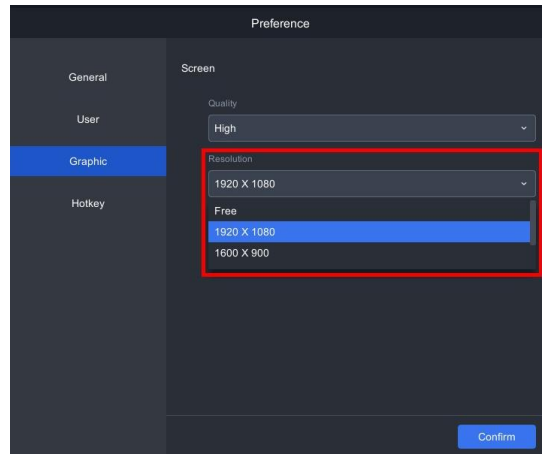 Preference
General
User
Graphic
Hotkey
Screen
Quality
High
Resolution
1920 X 1080
Free
1920 X 1080
1600 X 900
Confirm